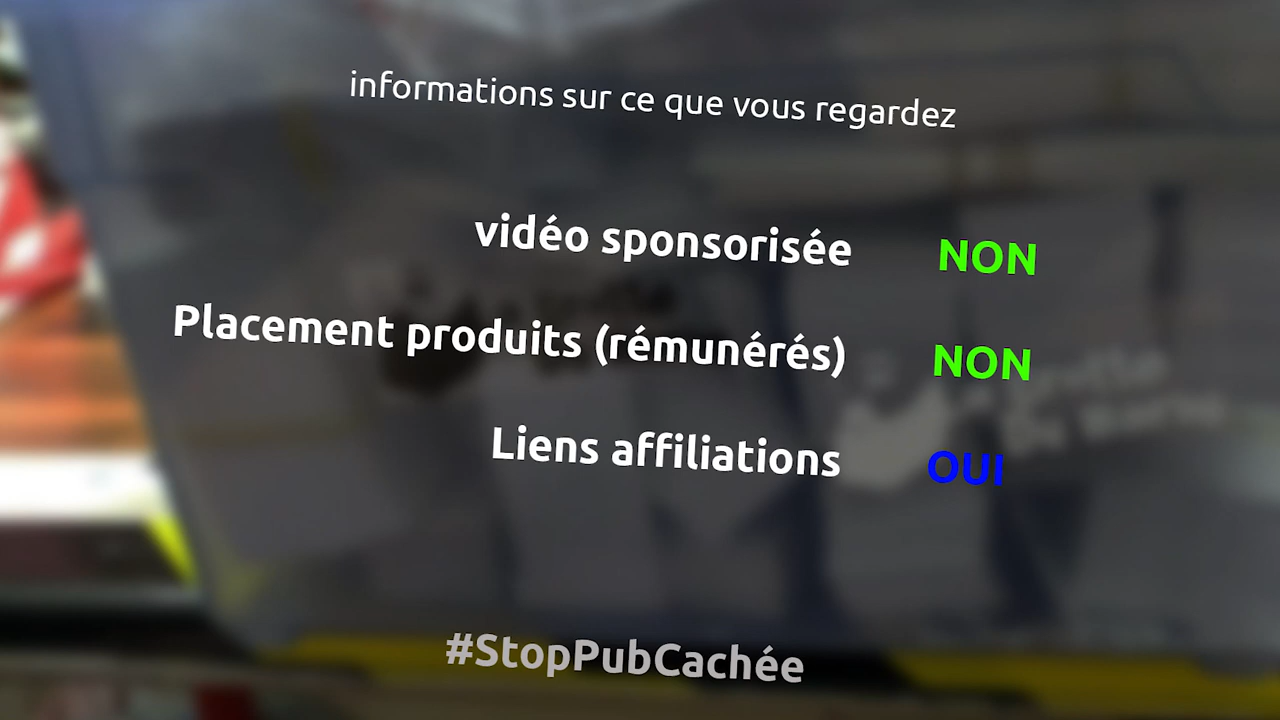 informations sur ce que vous regardez
vidéo sponsorisée NON
Placement produits (rémunérés) NON
Liens affiliations OUI
#StopPubCachée